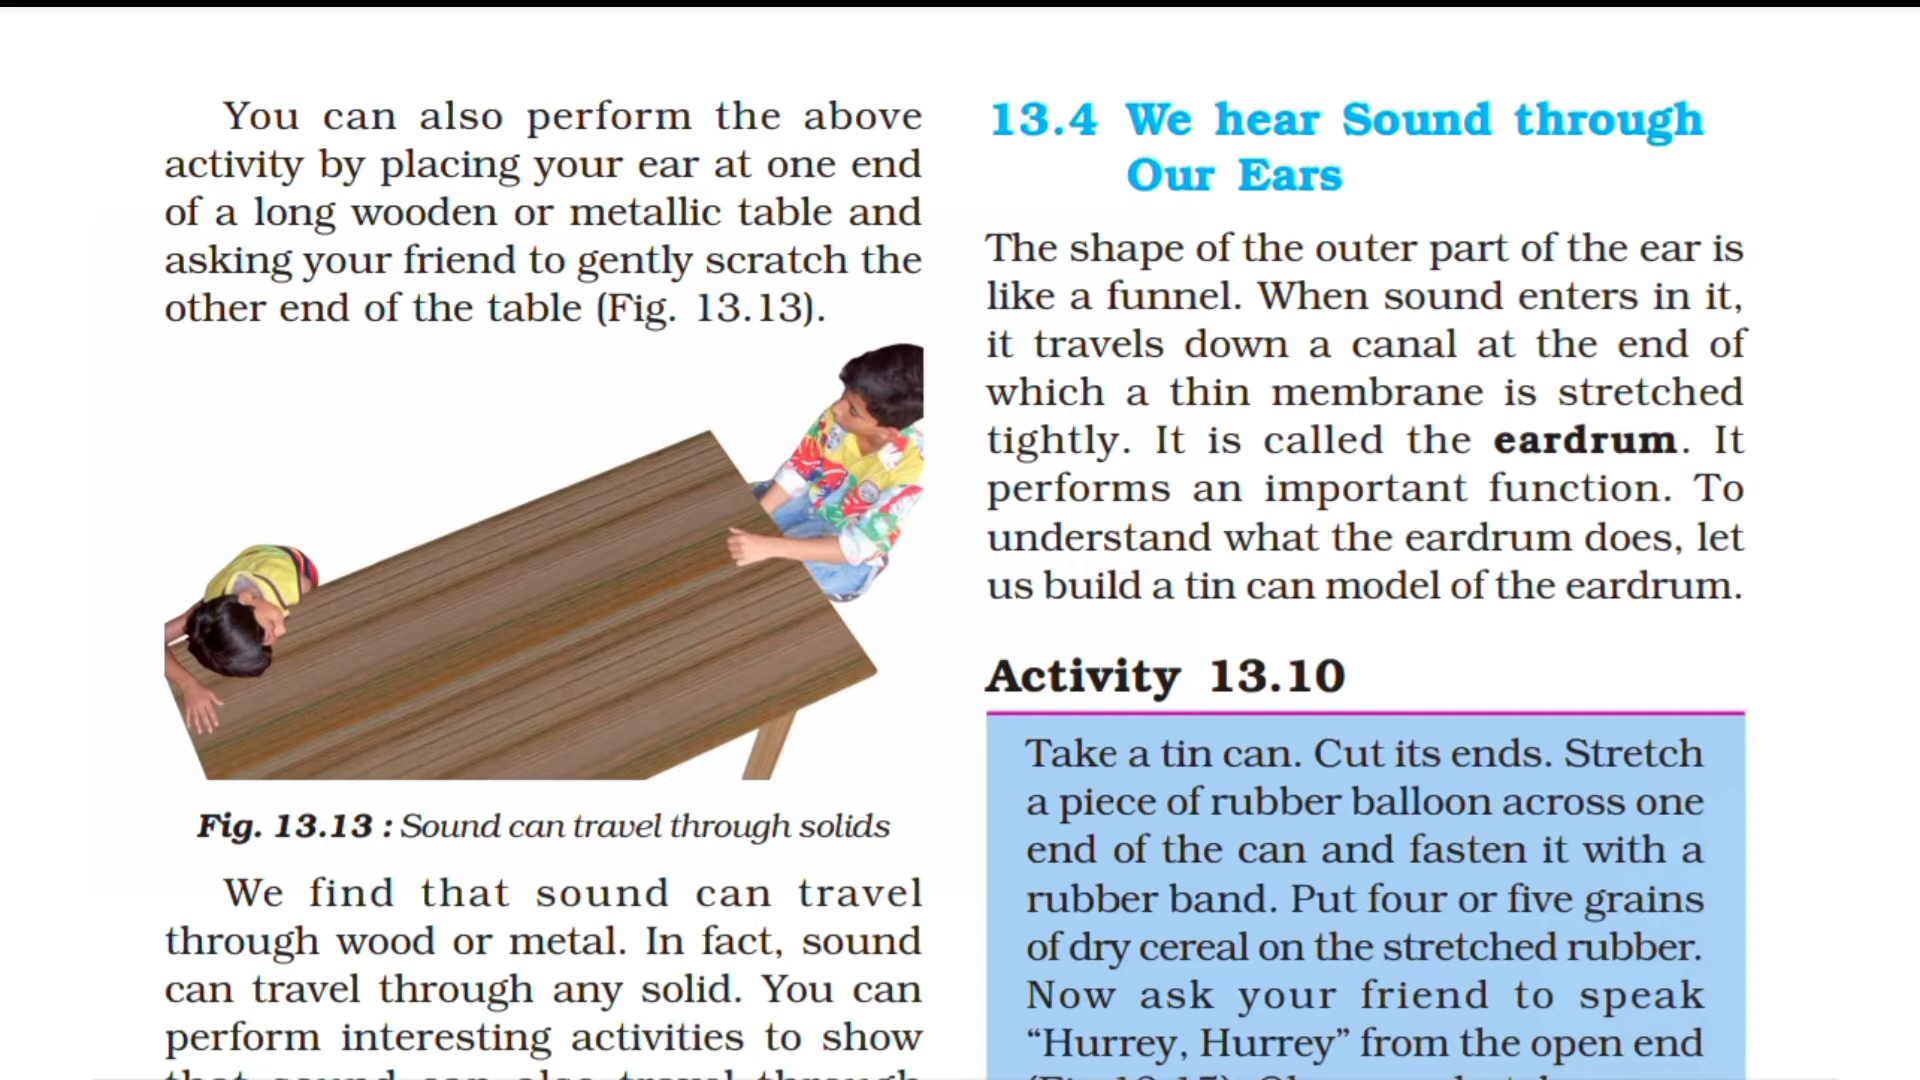 You can also perform the above
activity by placing your ear at one end
of a long wooden or metallic table and
asking your friend to gently scratch the
other end of the table (Fig. 13.13).
Fig. 13.13 : Sound can travel through solids
We find that sound can travel
through wood or metal. In fact, sound
can travel through any solid. You can
perform interesting activities to show
that sound can also travel through
13.4 We hear Sound through
Our Ears
The shape of the outer part of the ear is
like a funnel. When sound enters in it,
it travels down a canal at the end of
which a thin membrane is stretched
tightly. It is called the eardrum. It
performs an important function. To
understand what the eardrum does, let
us build a tin can model of the eardrum.
Activity 13.10
Take a tin can. Cut its ends. Stretch
a piece of rubber balloon across one
end of the can and fasten it with a
rubber band. Put four or five grains
of dry cereal on the stretched rubber.
Now ask your friend to speak
“Hurrey, Hurrey” from the open end